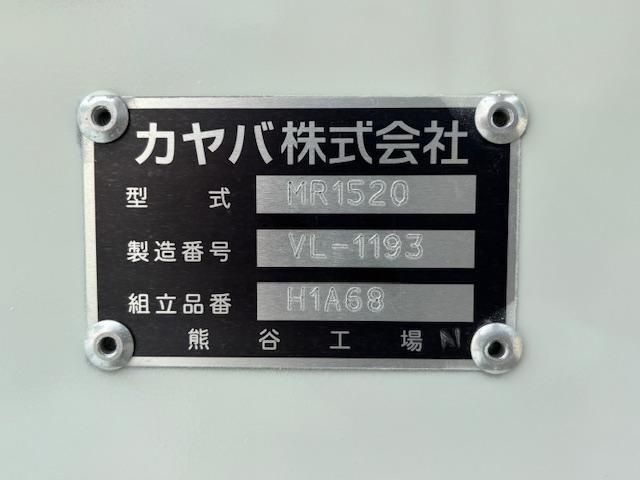 カヤバ株式会社
型 式 MR1520
製造番号 VL-1193
組立品番 H1A68
熊谷工場